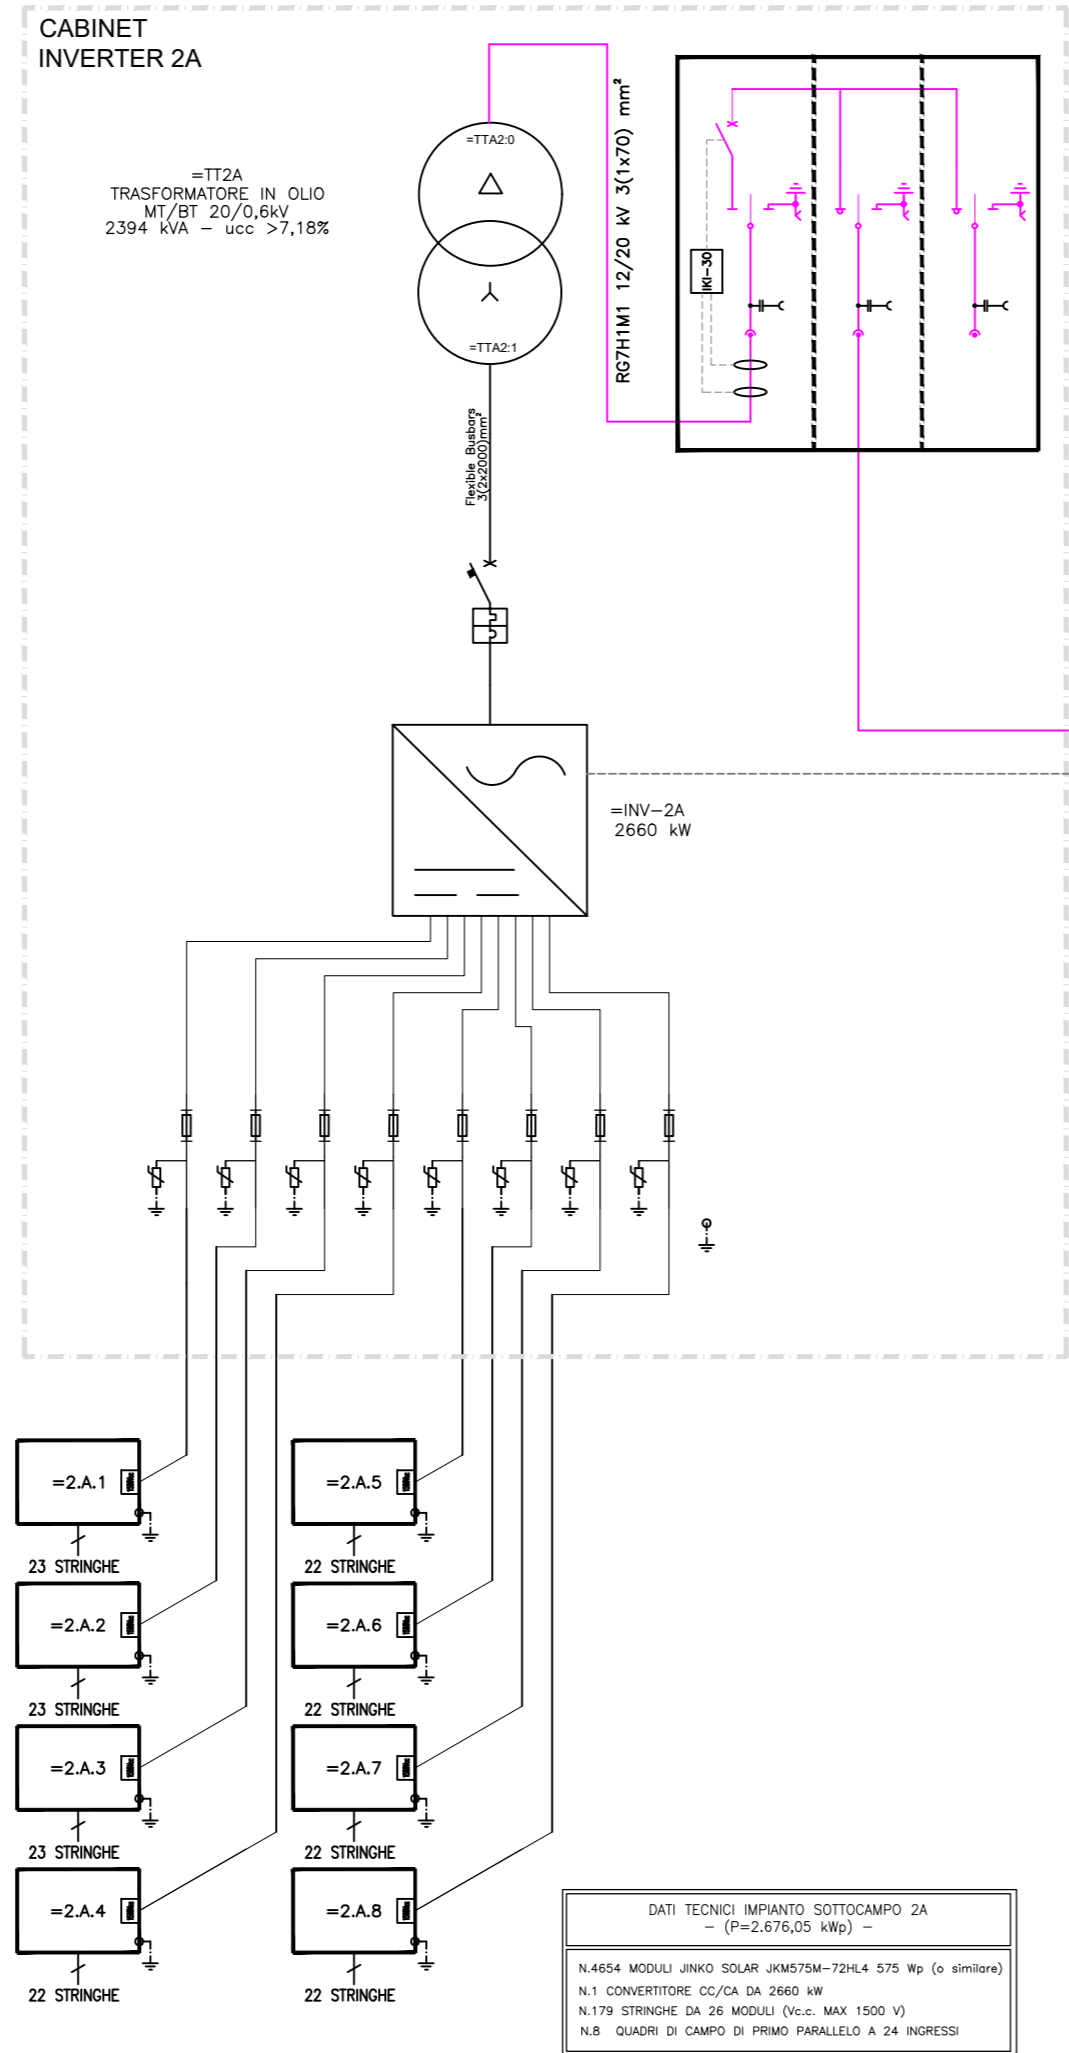 CABINET
INVERTER 2A
=TT2A
TRASFORMATORE IN OLIO
MT/BT 20/0,6kV
2394 kVA – ucc >7,18%
=TTA2:0
=TTA2:1
RG7H1M1 12/20 kV 3(1x70) mm²
IKI-30
Flexible Busbars
3(2x2000)mm²
=INV-2A
2660 kW
=2.A.1
23 STRINGHE
=2.A.2
23 STRINGHE
=2.A.3
23 STRINGHE
=2.A.4
22 STRINGHE
=2.A.5
22 STRINGHE
=2.A.6
22 STRINGHE
=2.A.7
22 STRINGHE
=2.A.8
22 STRINGHE
DATI TECNICI IMPIANTO SOTTOCAMPO 2A
– (P=2.676,05 kWp) –
N.4654 MODULI JINKO SOLAR JKM575M-72HL4 575 Wp (o similare)
N.1 CONVERTITORE CC/CA DA 2660 kW
N.179 STRINGHE DA 26 MODULI (Vc.c. MAX 1500 V)
N.8 QUADRI DI CAMPO DI PRIMO PARALLELO A 24 INGRESSI